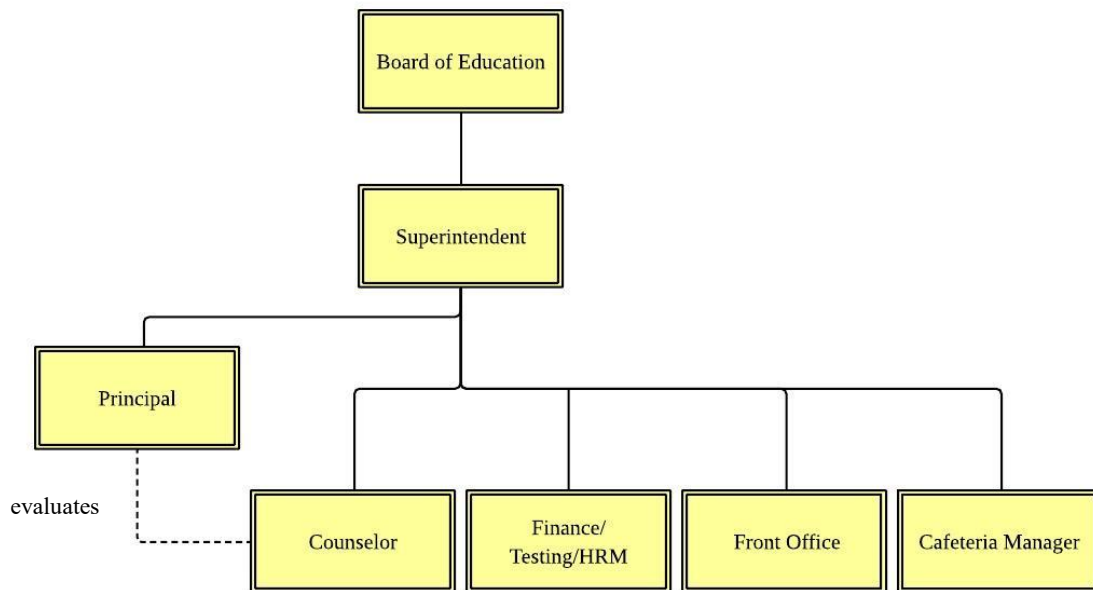 Board of Education
Superintendent
Principal
evaluates
Counselor
Finance/
Testing/HRM
Front Office
Cafeteria Manager